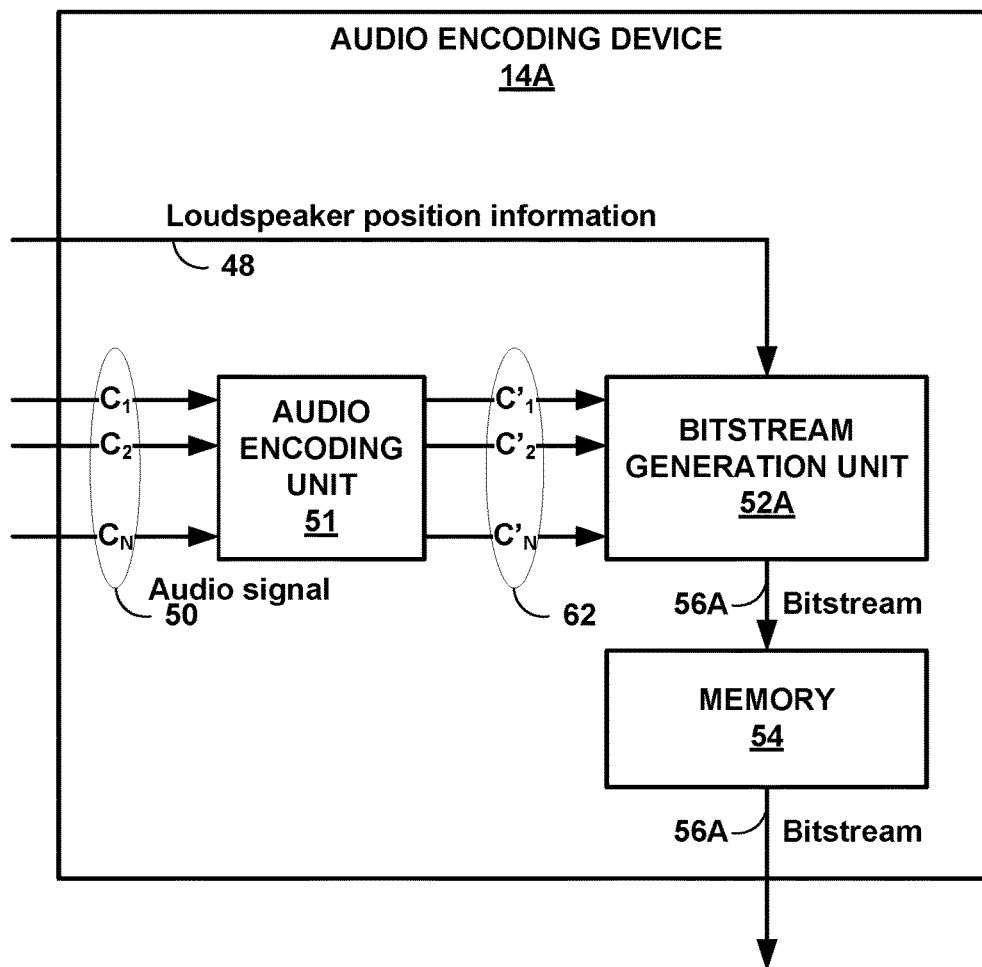 AUDIO ENCODING DEVICE
14A
Loudspeaker position information
48
C1
C2
CN
Audio signal
50
AUDIO
ENCODING
UNIT
51
C'1
C'2
C'N
62
BITSTREAM
GENERATION UNIT
52A
56A
Bitstream
MEMORY
54
56A
Bitstream